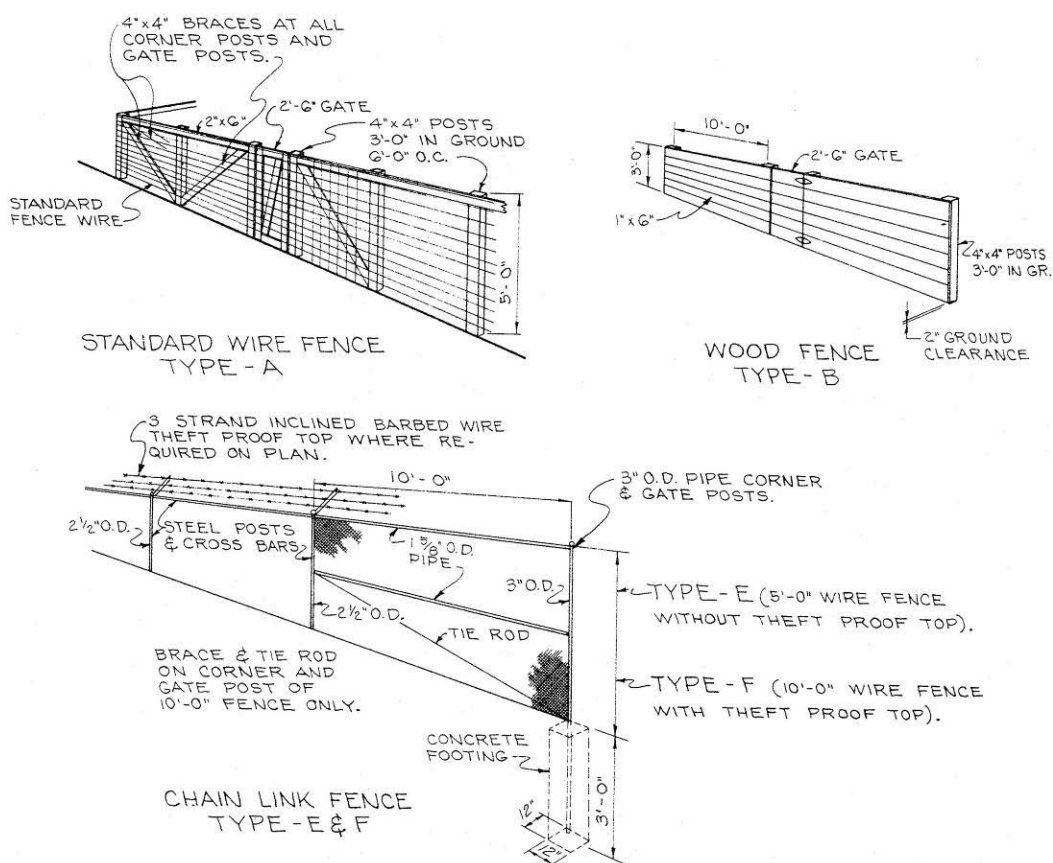 4"x4" BRACES AT ALL
CORNER POSTS AND
GATE POSTS.
2"x6"
2'-6" GATE
4"x4" POSTS
3'-0" IN GROUND
6'-0" O.C.
STANDARD
FENCE WIRE
5'-0"
STANDARD WIRE FENCE
TYPE-A
10'-0"
3'-0"
2'-6" GATE
1"x6"
4"x4" POSTS
3'-0" IN GR.
2" GROUND
CLEARANCE
WOOD FENCE
TYPE-B
3 STRAND INCLINED BARBED WIRE
THEFT PROOF TOP WHERE RE-
QUIRED ON PLAN.
10'-0"
3" O.D. PIPE CORNER
& GATE POSTS.
2 1/2" O.D.
STEEL POSTS
& CROSS BARS
1 5/8" O.D.
PIPE
3" O.D.
2 1/2" O.D.
TIE ROD
TYPE-E (5'-0" WIRE FENCE
WITHOUT THEFT PROOF TOP).
TYPE-F (10'-0" WIRE FENCE
WITH THEFT PROOF TOP).
BRACE & TIE ROD
ON CORNER AND
GATE POST OF
10'-0" FENCE ONLY.
CONCRETE
FOOTING
3'-0"
12"
12"
CHAIN LINK FENCE
TYPE-E & F